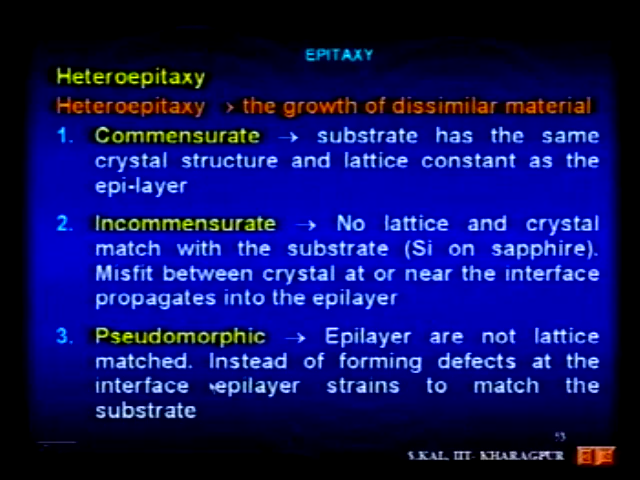 EPITAXY
Heteroepitaxy
Heteroepitaxy → the growth of dissimilar material
1. Commensurate → substrate has the same
crystal structure and lattice constant as the
epi-layer
2. Incommensurate → No lattice and crystal
match with the substrate (Si on sapphire).
Misfit between crystal at or near the interface
propagates into the epilayer
3. Pseudomorphic → Epilayer are not lattice
matched. Instead of forming defects at the
interface epilayer strains to match the
substrate
S.KAL, IIT- KHARAGPUR